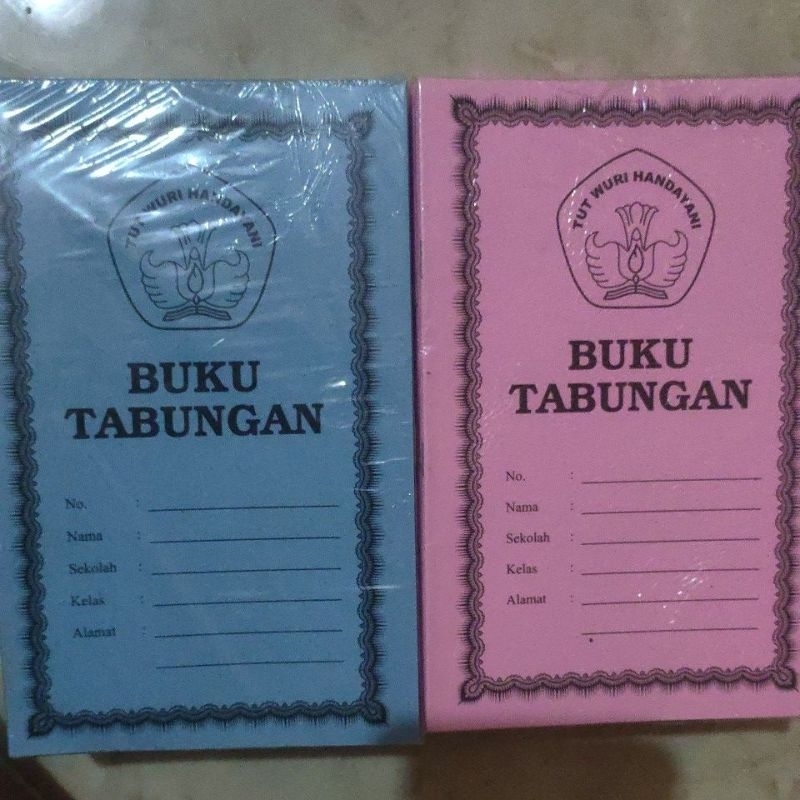 TUT WURI HANDAYANI
BUKU
TABUNGAN
No. :
Nama :
Sekolah :
Kelas :
Alamat :
TUT WURI HANDAYANI
BUKU
TABUNGAN
No. :
Nama :
Sekolah :
Kelas :
Alamat :